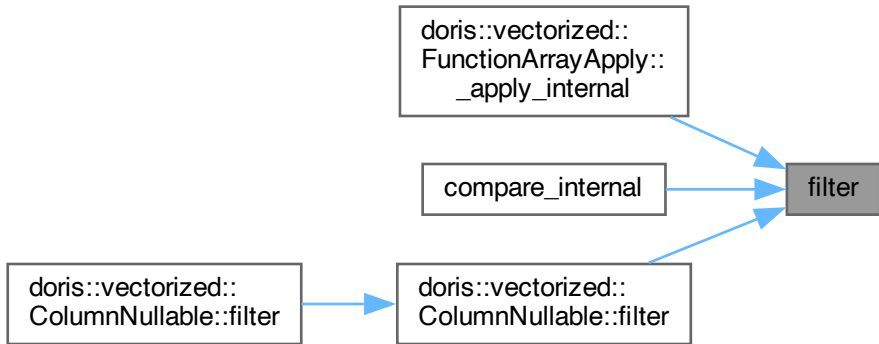 doris::vectorized::
FunctionArrayApply::
_apply_internal
compare_internal
filter
doris::vectorized::
ColumnNullable::filter
doris::vectorized::
ColumnNullable::filter